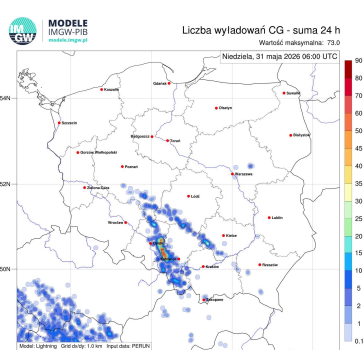 IMGW
MODELE
IMGW-PIB
modele.imgw.pl
Liczba wyładowań CG - suma 24 h
Wartość maksymalna: 73.0
Niedziela, 31 maja 2026 06:00 UTC
90
80
70
60
50
45
40
35
30
25
20
15
10
5
2
1
0.1
54N
52N
50N
Gdańsk
Koszalin
Suwałki
Olsztyn
Szczecin
Bydgoszcz
Toruń
Białystok
Gorzów Wielkopolski
Poznań
Warszawa
Zielona Góra
Łódź
Wrocław
Lublin
Kielce
Opole
Katowice
Kraków
Rzeszów
Zakopane
Model: Lightning Grid ds/dy: 1.0 km Input data: PERUN